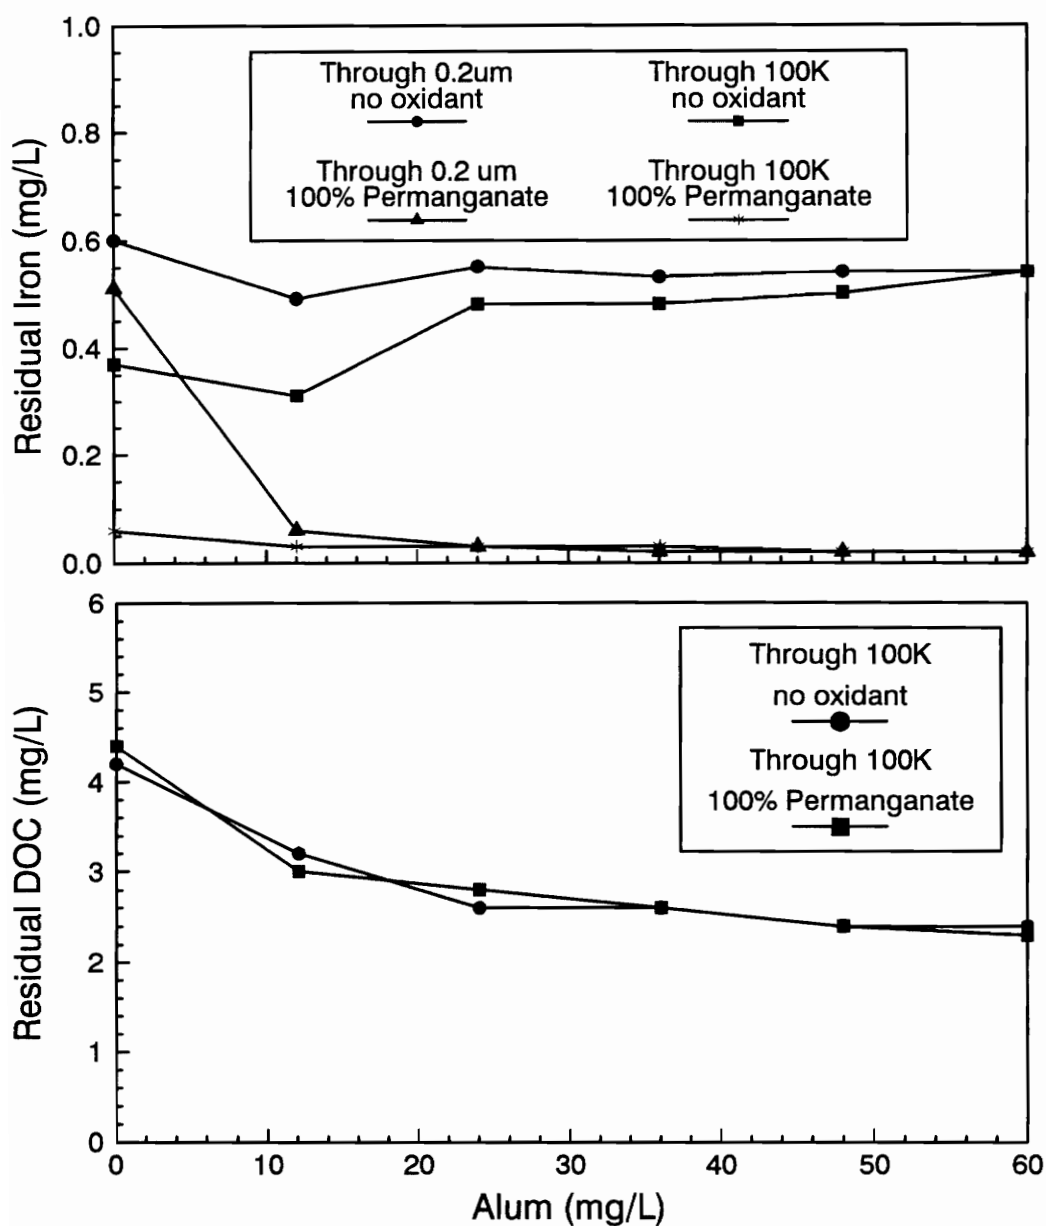 1.0
0.8
0.6
0.4
0.2
0.0
Residual Iron (mg/L)
Through 0.2um
no oxidant
Through 100K
no oxidant
Through 0.2 um
100% Permanganate
Through 100K
100% Permanganate
6
5
4
3
2
1
0
Residual DOC (mg/L)
Through 100K
no oxidant
Through 100K
100% Permanganate
0 10 20 30 40 50 60
Alum (mg/L)